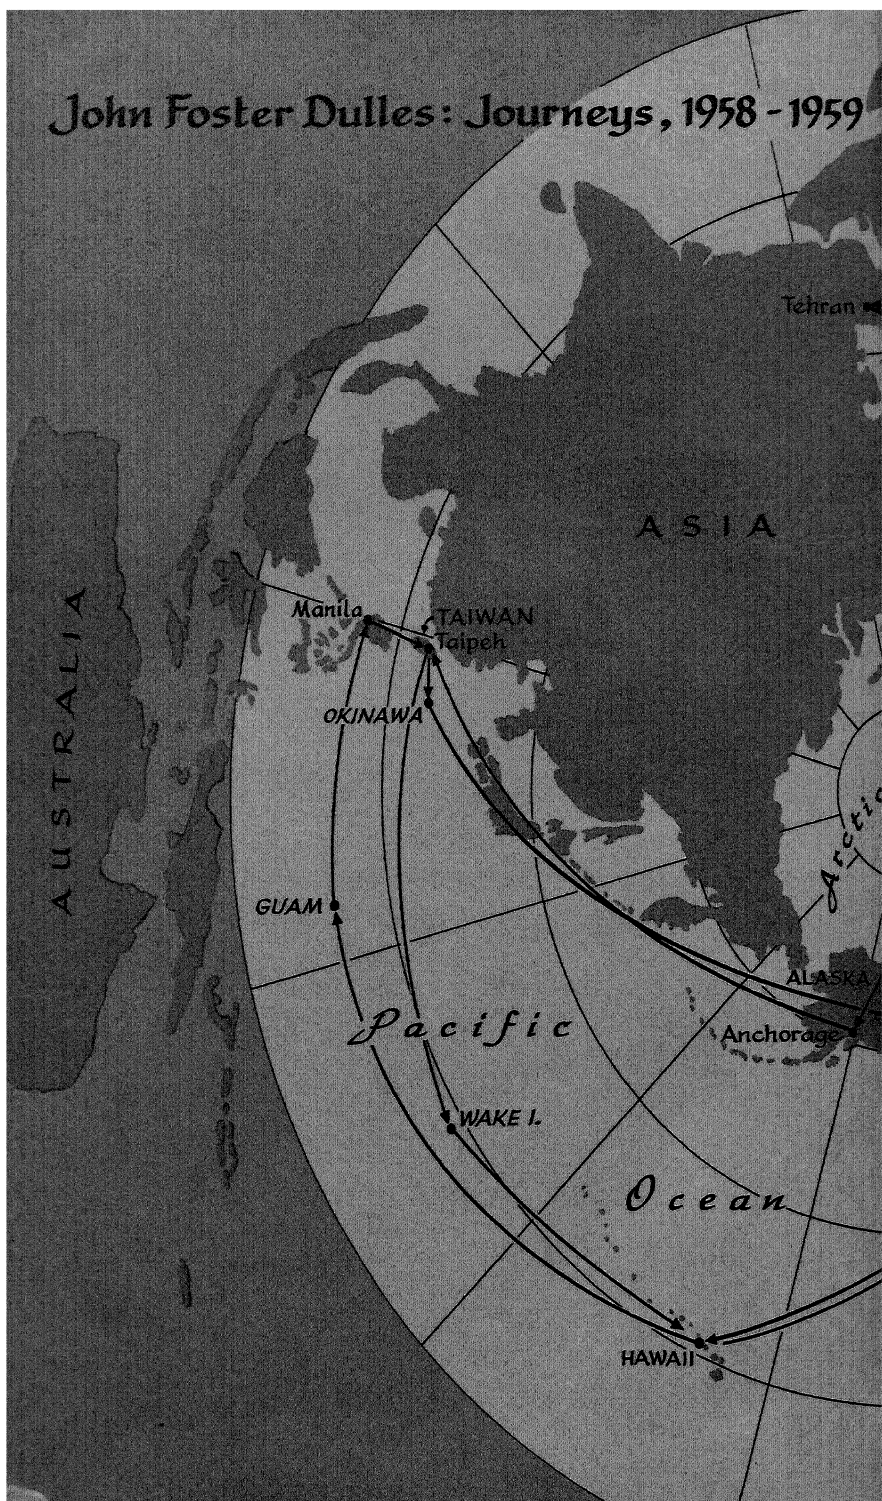 John Foster Dulles: Journeys, 1958-1959
Tehran
ASIA
Manila
TAIWAN
Taipeh
OKINAWA
AUSTRALIA
Arctic
GUAM
ALASKA
Pacific
Anchorage
WAKE I.
Ocean
HAWAII